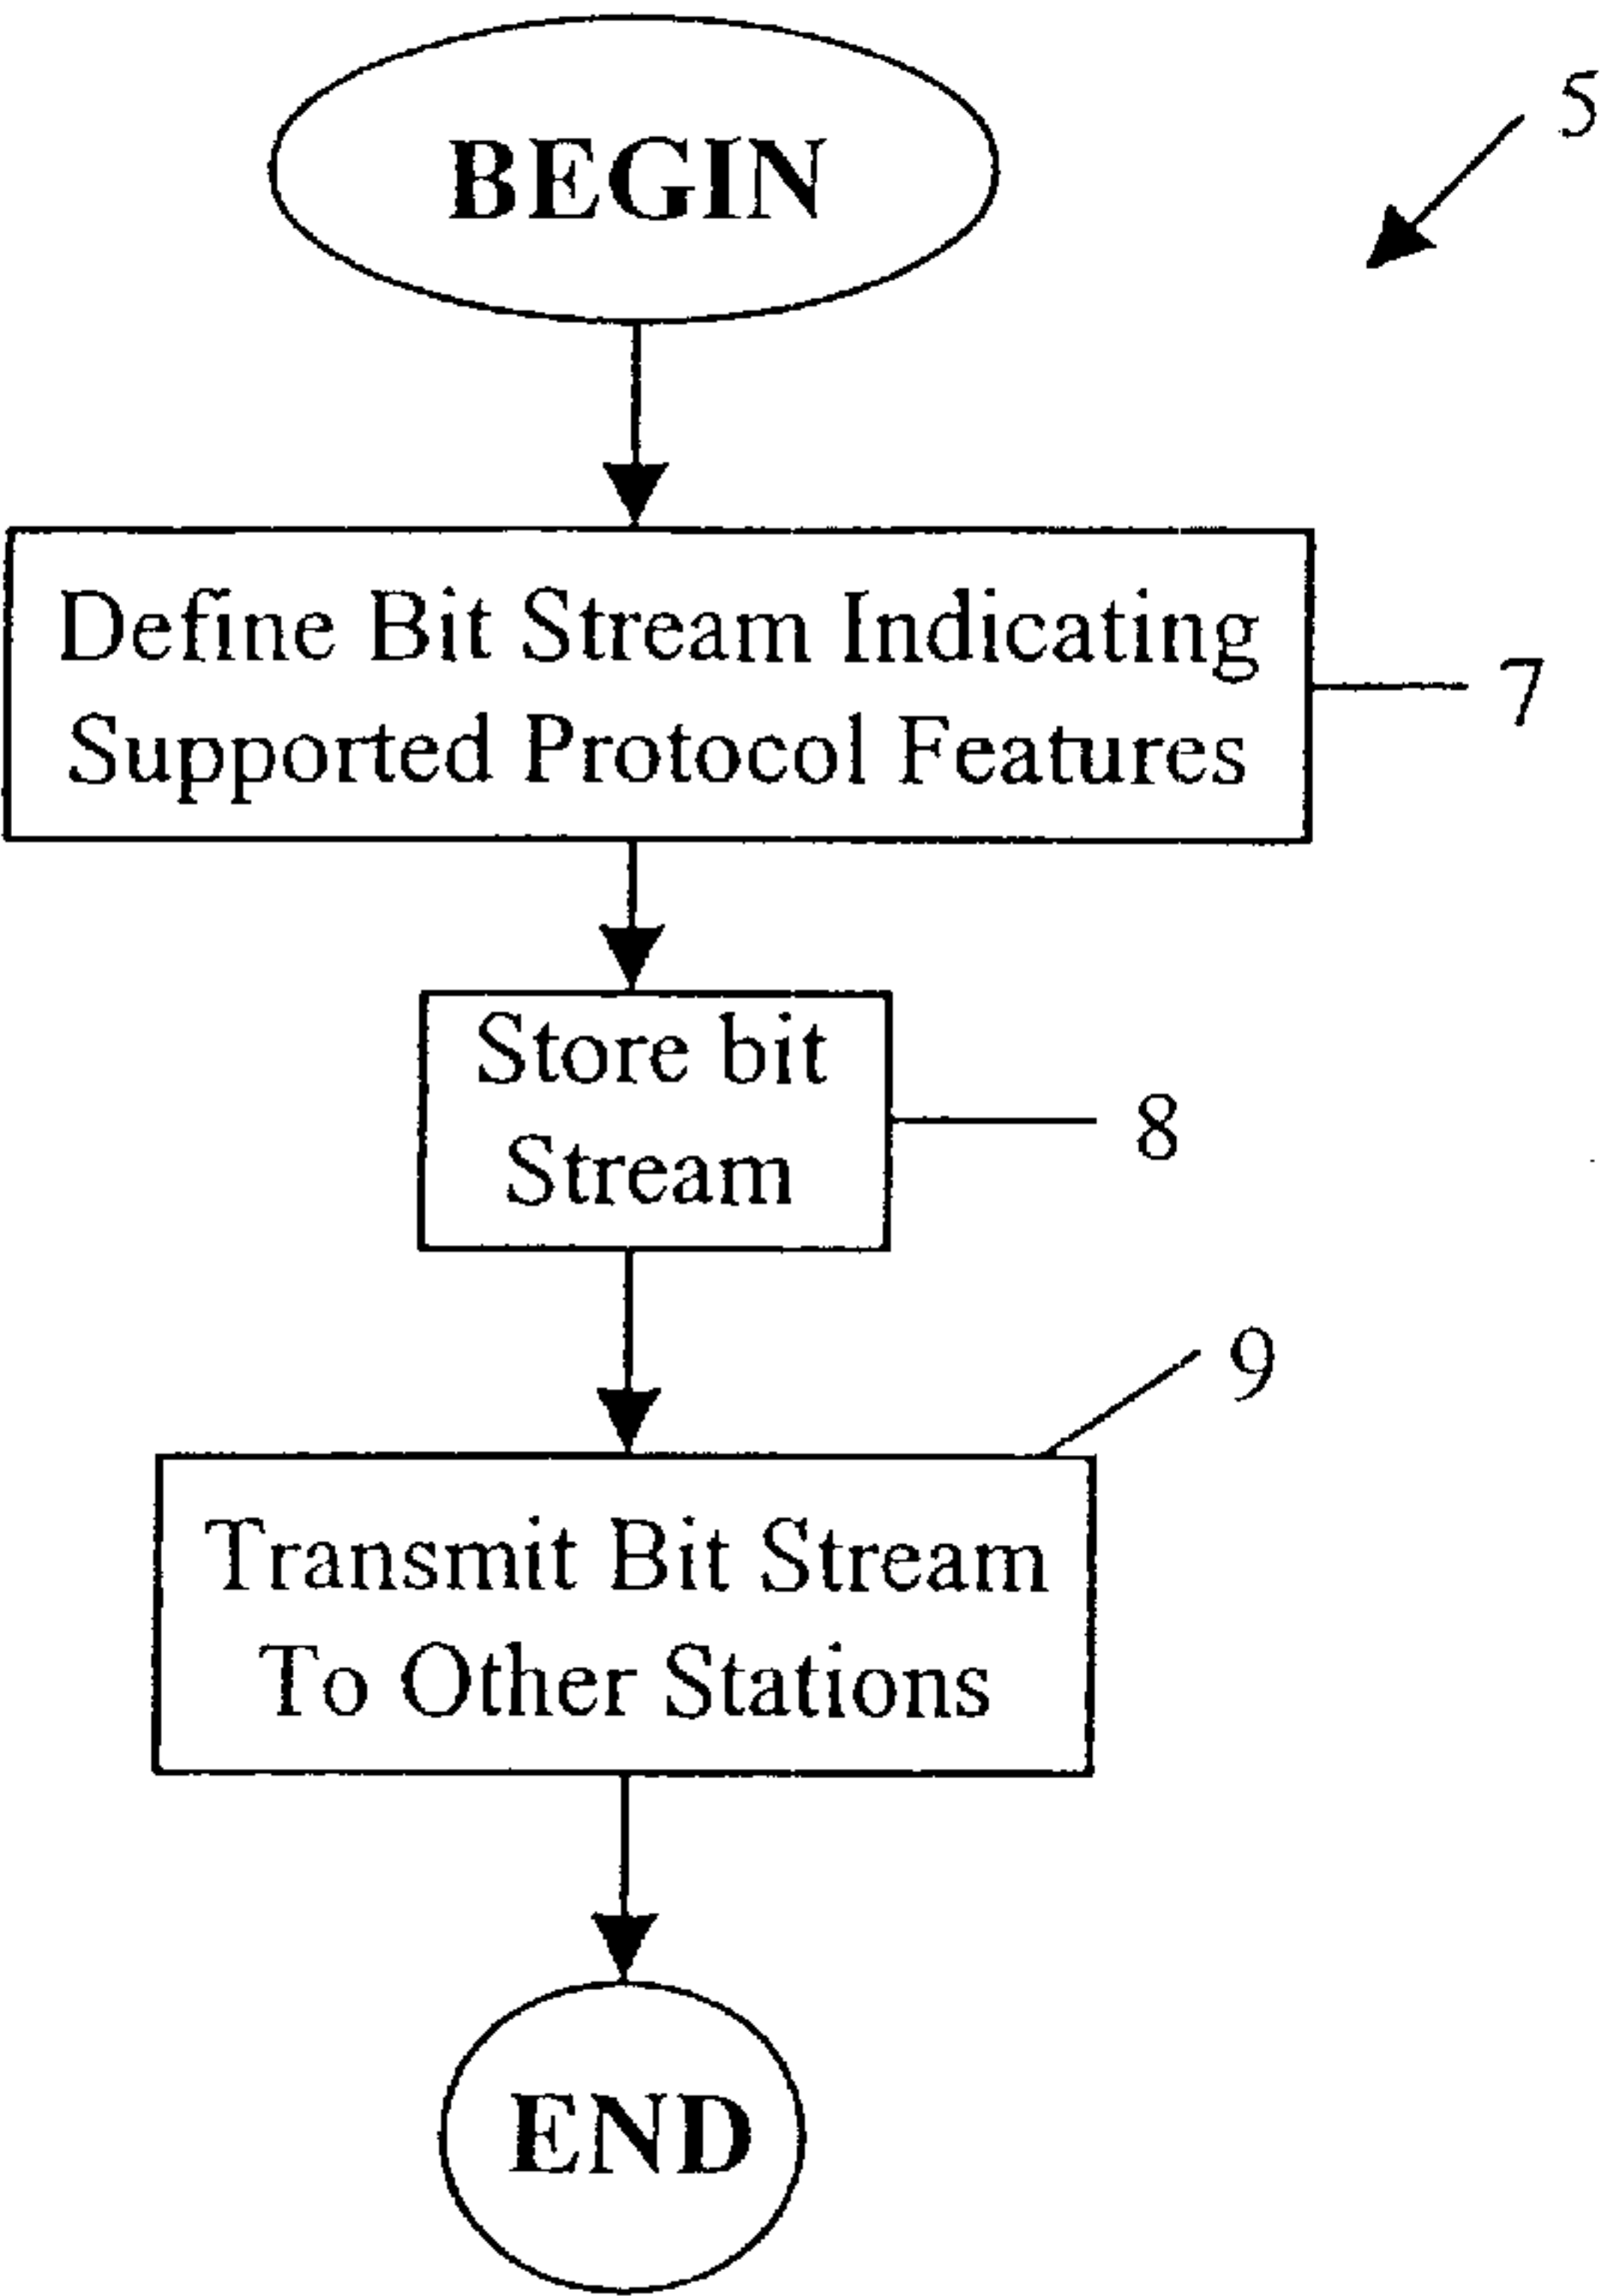 BEGIN
5
Define Bit Stream Indicating
Supported Protocol Features
7
Store bit
Stream
8
9
Transmit Bit Stream
To Other Stations
END